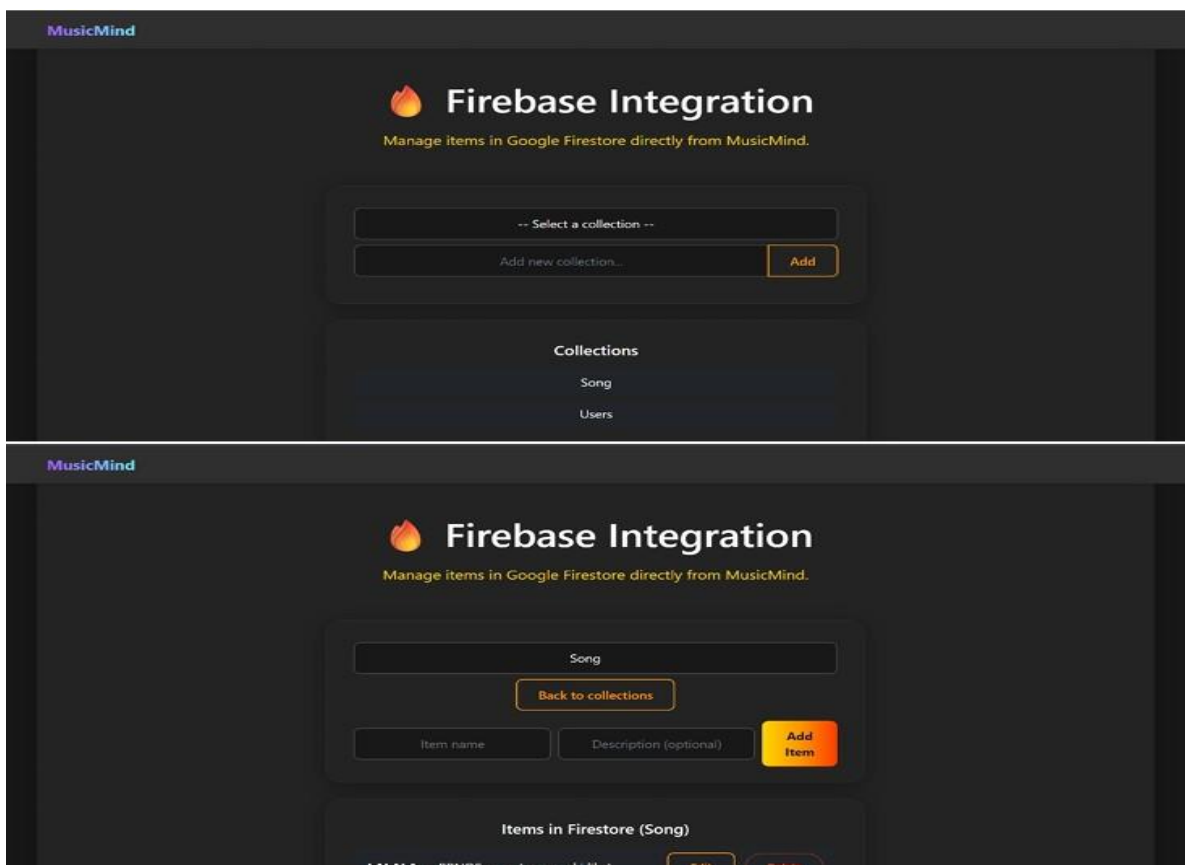 MusicMind
Firebase Integration
Manage items in Google Firestore directly from MusicMind.
-- Select a collection --
Add new collection...
Add
Collections
Song
Users
MusicMind
Firebase Integration
Manage items in Google Firestore directly from MusicMind.
Song
Back to collections
Item name
Description (optional)
Add
Item
Items in Firestore (Song)